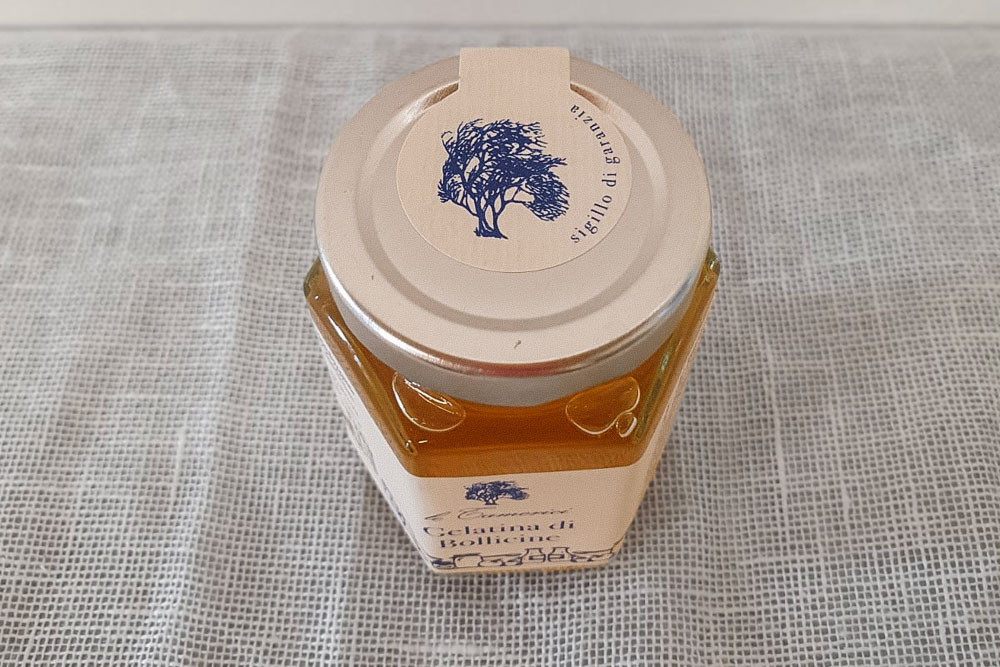 sigillo di garanzia
Gelatina di
Bollicine